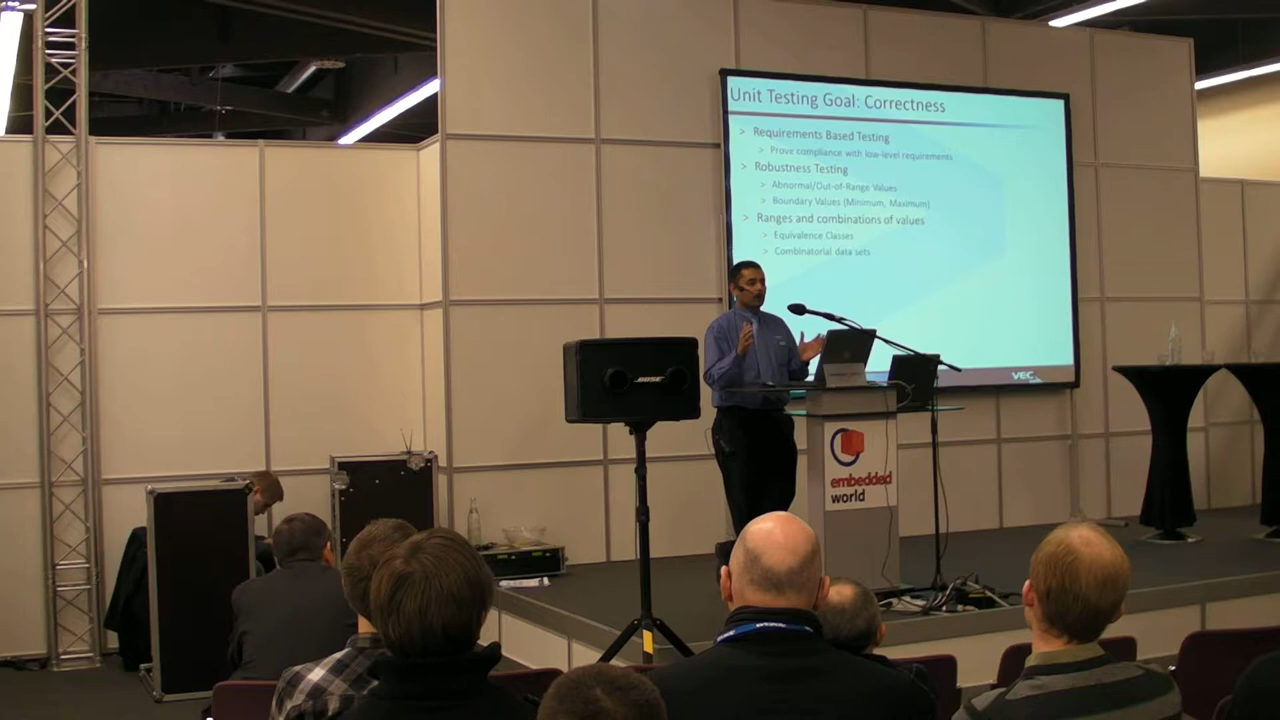 Unit Testing Goal: Correctness
> Requirements Based Testing
> Prove compliance with low-level requirements
> Robustness Testing
> Abnormal/Out-of-Range Values
> Boundary Values (Minimum, Maximum)
> Ranges and combinations of values
> Equivalence Classes
> Combinatorial data sets
VEC
BOSE
embedded
world